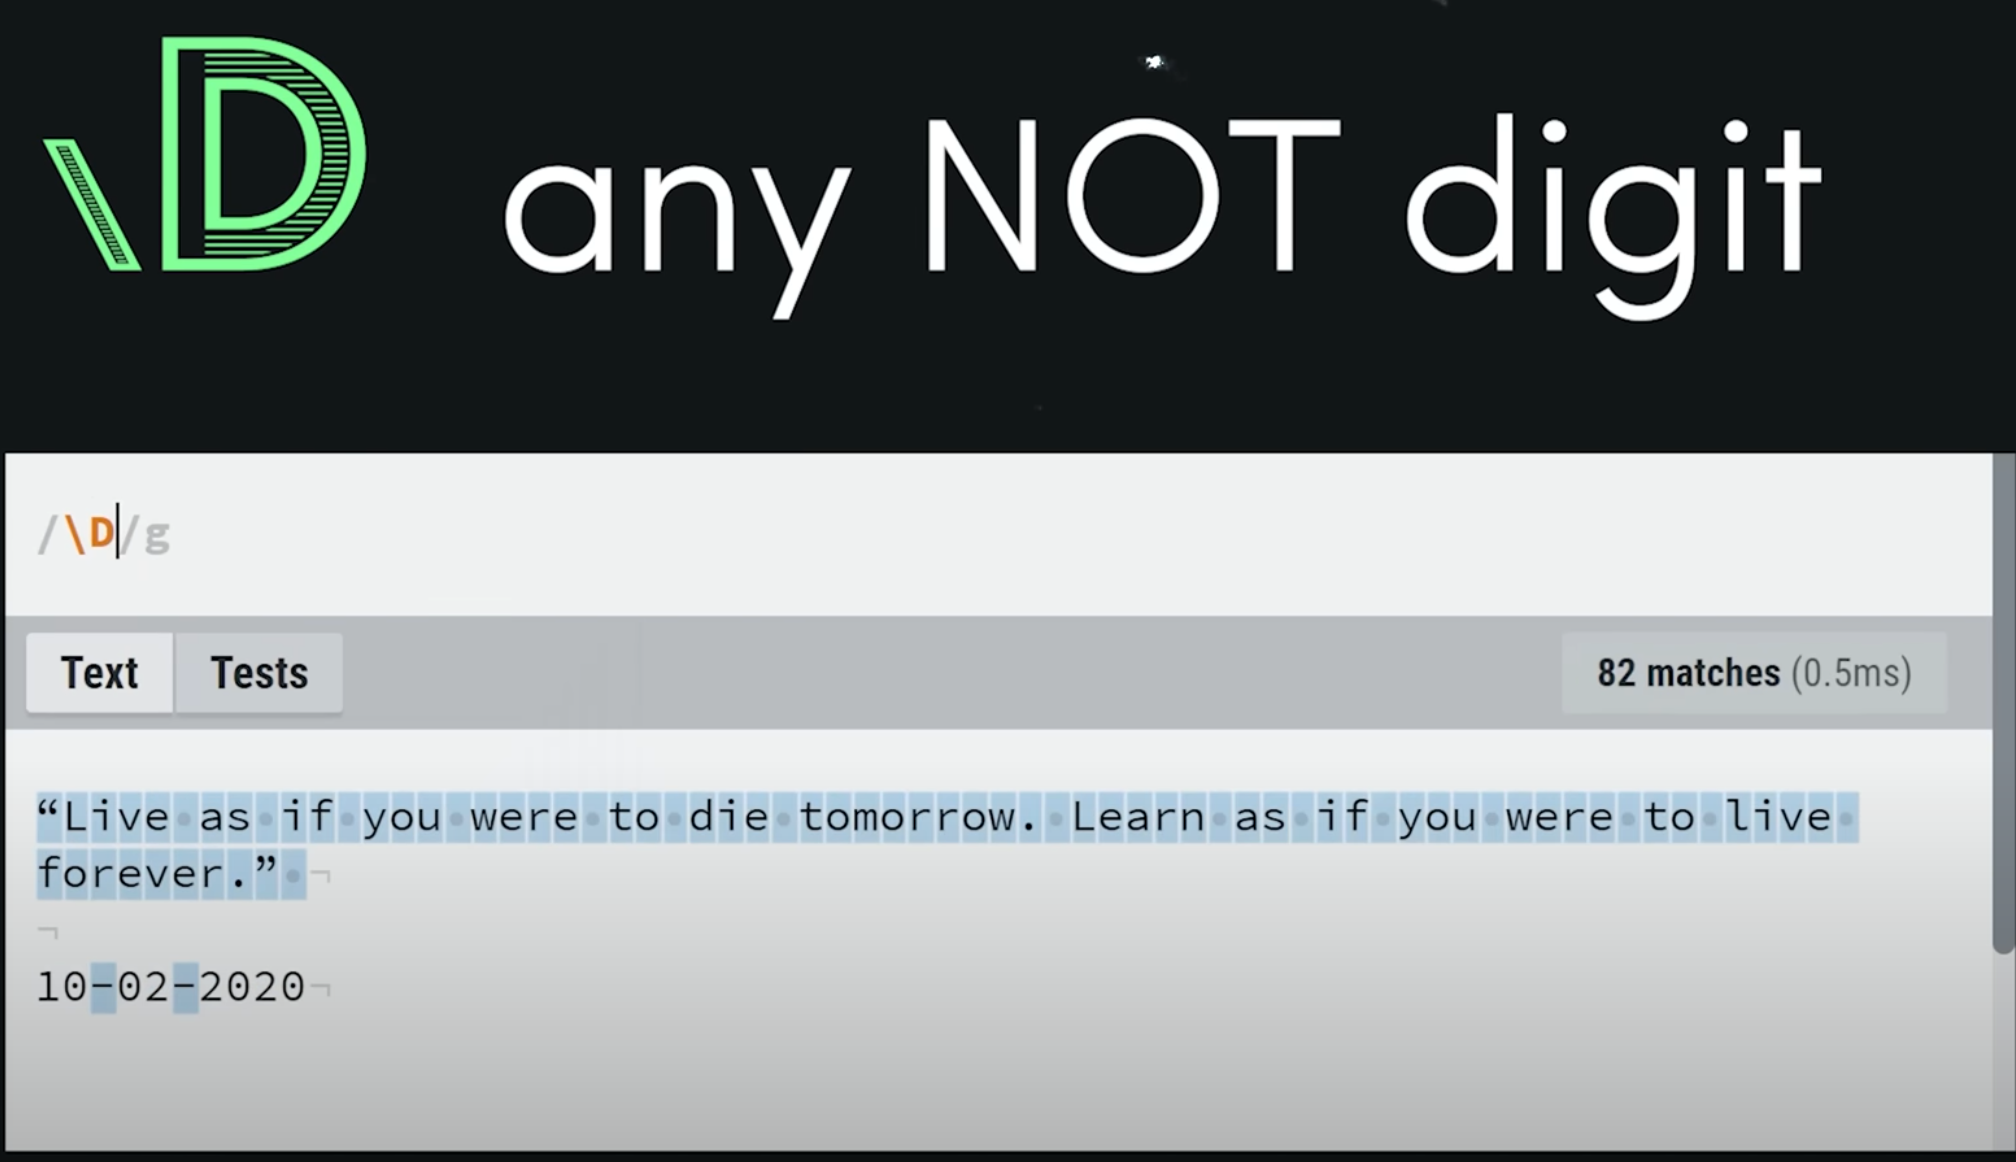 \D any NOT digit
/\D/g
Text Tests 82 matches (0.5ms)
“Live as if you were to die tomorrow. Learn as if you were to live
forever.” ¬
¬
10-02-2020¬